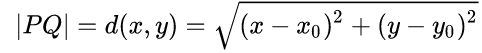 |PQ| = d(x, y) = √((x − x₀)² + (y − y₀)²)